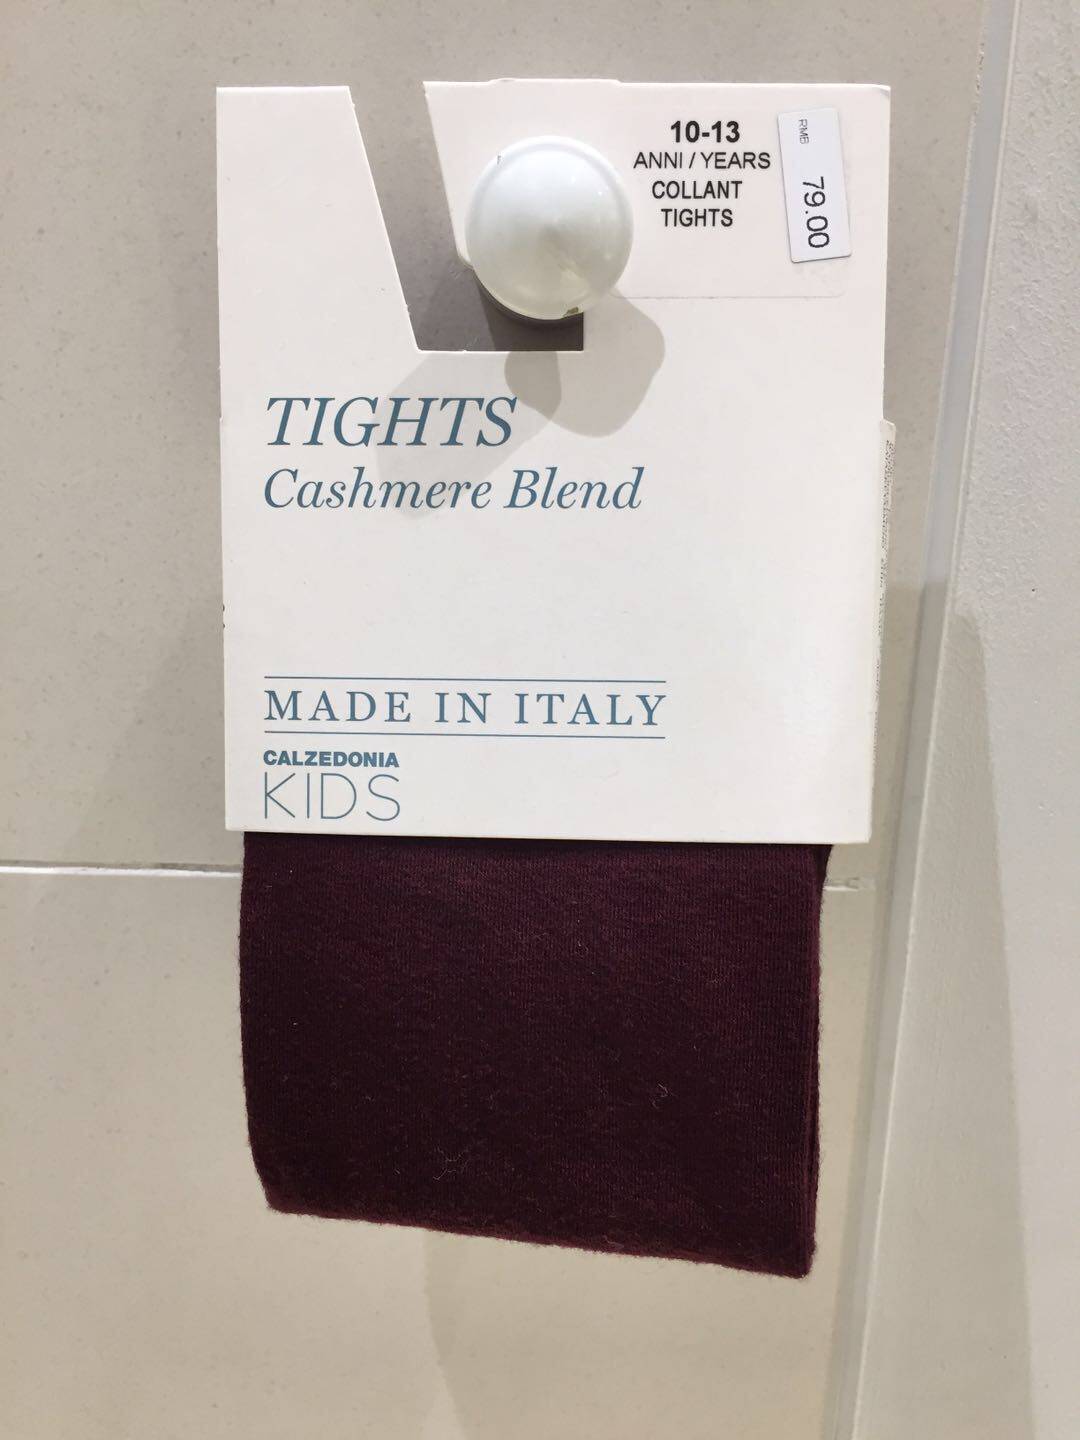 10-13
ANNI / YEARS
COLLANT
TIGHTS
RMB
79.00
TIGHTS
Cashmere Blend
MADE IN ITALY
CALZEDONIA
KIDS